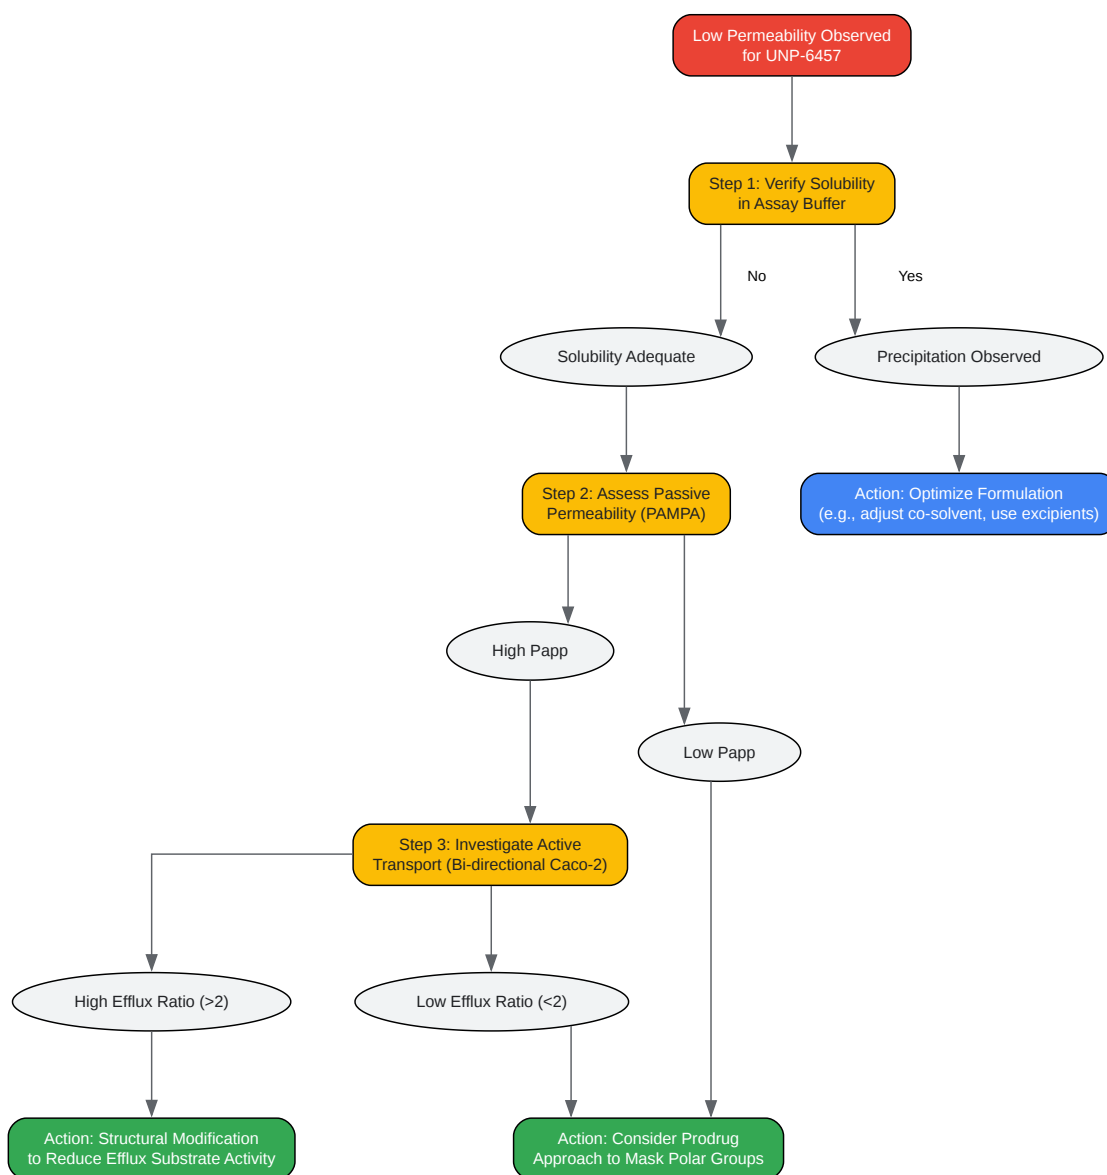 Low Permeability Observed
for UNP-6457
Step 1: Verify Solubility
in Assay Buffer
No
Yes
Solubility Adequate
Precipitation Observed
Step 2: Assess Passive
Permeability (PAMPA)
Action: Optimize Formulation
(e.g., adjust co-solvent, use excipients)
High Papp
Low Papp
Step 3: Investigate Active
Transport (Bi-directional Caco-2)
High Efflux Ratio (>2)
Low Efflux Ratio (<2)
Action: Structural Modification
to Reduce Efflux Substrate Activity
Action: Consider Prodrug
Approach to Mask Polar Groups